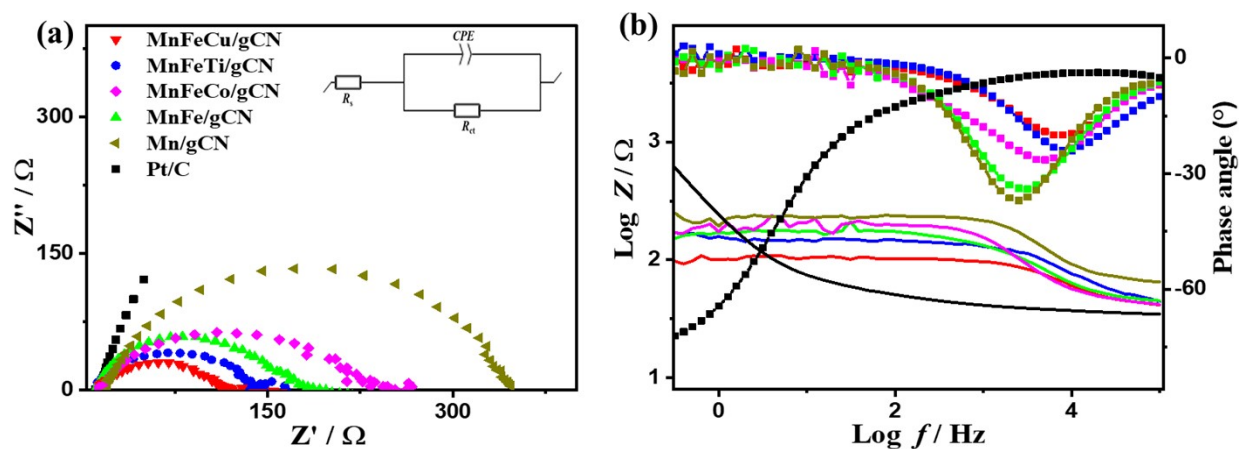 (a)
MnFeCu/gCN
MnFeTi/gCN
MnFeCo/gCN
MnFe/gCN
Mn/gCN
Pt/C
CPE
Rs
Rct
300
150
0
150
300
Z'' / Ω
Z' / Ω
(b)
3
2
1
0
2
4
0
-30
-60
Log Z / Ω
Log f / Hz
Phase angle (°)